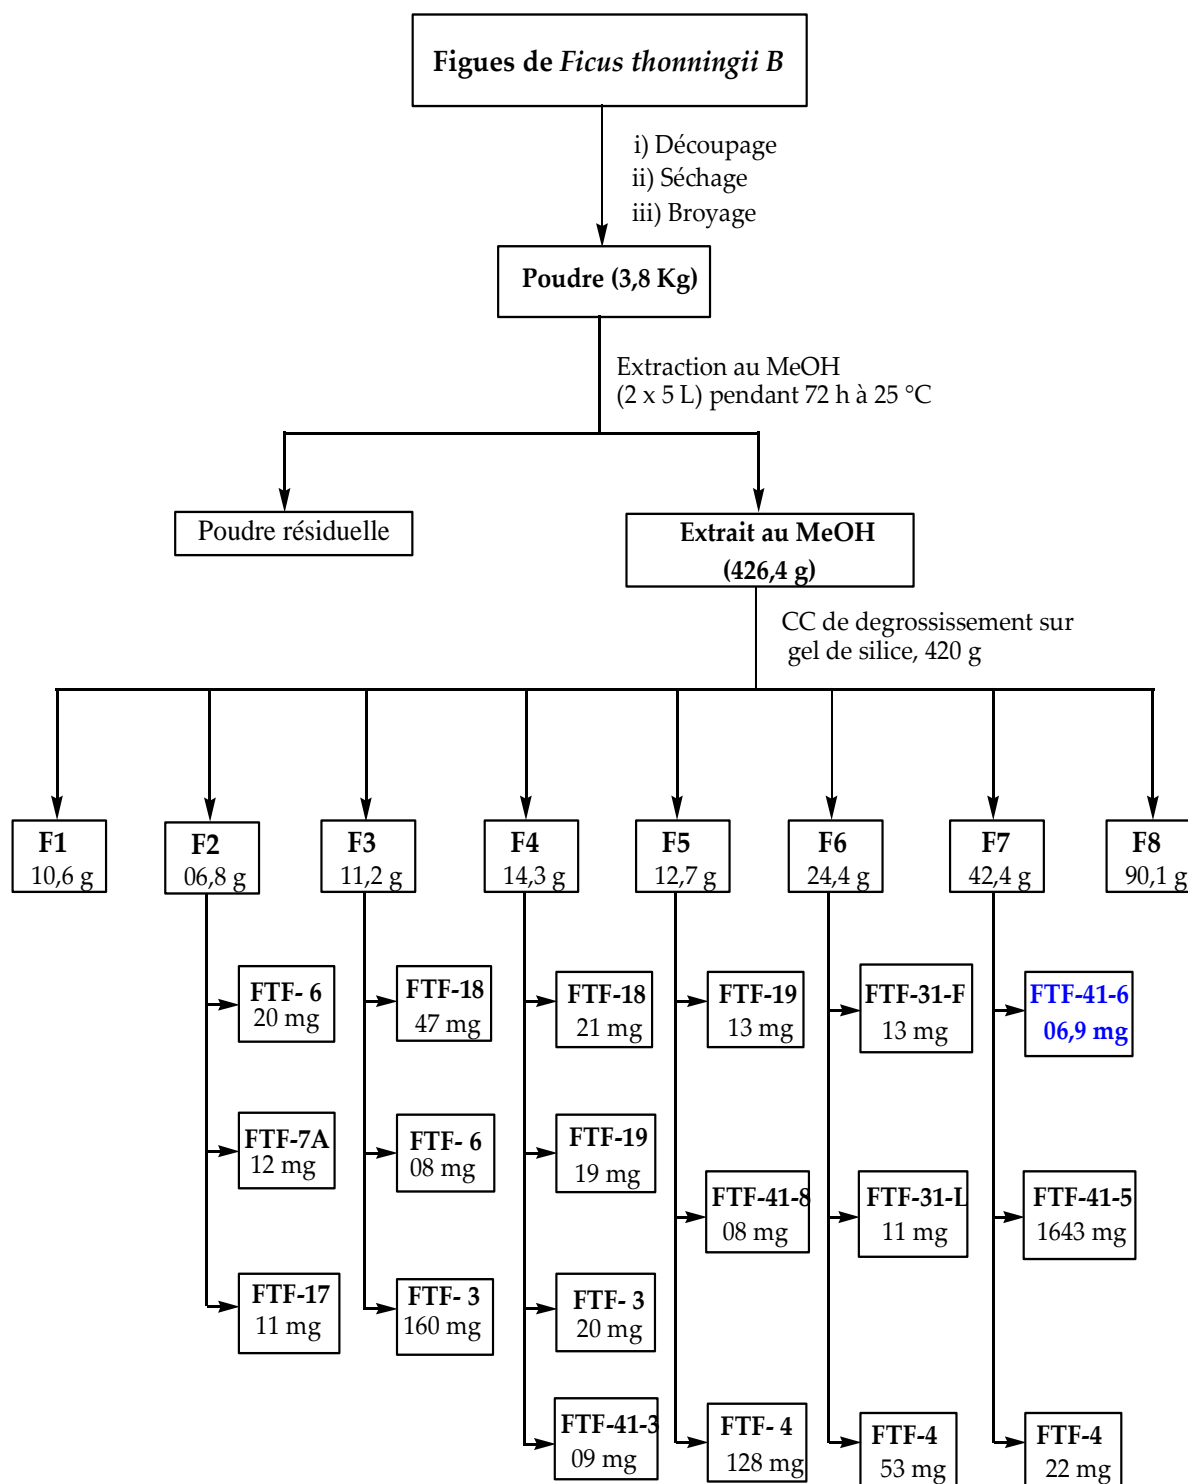 Figues de Ficus thonningii B
i) Découpage
ii) Séchage
iii) Broyage
Poudre (3,8 Kg)
Extraction au MeOH
(2 x 5 L) pendant 72 h à 25 °C
Poudre résiduelle
Extrait au MeOH
(426,4 g)
CC de degrossissement sur
gel de silice, 420 g
F1
10,6 g
F2
06,8 g
F3
11,2 g
F4
14,3 g
F5
12,7 g
F6
24,4 g
F7
42,4 g
F8
90,1 g
FTF- 6
20 mg
FTF-7A
12 mg
FTF-17
11 mg
FTF-18
47 mg
FTF- 6
08 mg
FTF- 3
160 mg
FTF-18
21 mg
FTF-19
19 mg
FTF- 3
20 mg
FTF-41-3
09 mg
FTF-19
13 mg
FTF-41-8
08 mg
FTF- 4
128 mg
FTF-31-F
13 mg
FTF-31-L
11 mg
FTF-4
53 mg
FTF-41-6
06,9 mg
FTF-41-5
1643 mg
FTF-4
22 mg